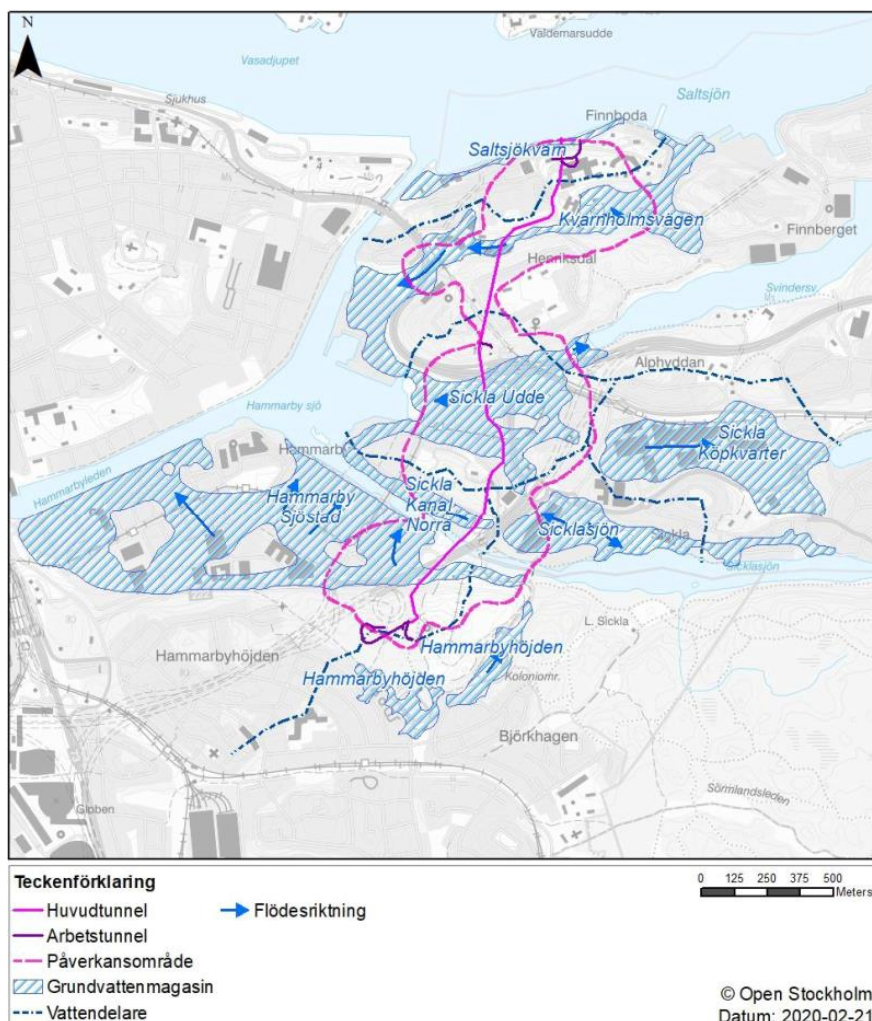 N
Valdemarsudde
Vasadjupet
Sjukhus
Saltsjön
Finnboda
Saltsjökvarn
Kvarnholmsvägen
Finnberget
Henriksdal
Svindersv.
Alphyddan
Hammarby sjö
Sickla Udde
Sickla
Köpkvarter
Hammarby
Hammarbyleden
Sickla
Kanal
Norra
Hammarby
Sjöstad
Sicklasjön
Sickla
Sicklasjön
L. Sickla
Hammarbyhöjden
Hammarbyhöjden
Hammarbyhöjden
Koloniomr.
Björkhagen
Sörmlandsleden
Globen
Teckenförklaring
Huvudtunnel
Flödesriktning
Arbetstunnel
Påverkansområde
Grundvattenmagasin
Vattendelare
0 125 250 375 500
Meters
© Open Stockholm
Datum: 2020-02-21